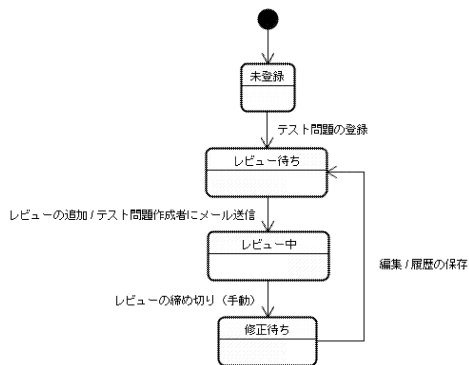 未登録
テスト問題の登録
レビュー待ち
レビューの追加 / テスト問題作成者にメール送信
レビュー中
編集 / 履歴の保存
レビューの締め切り（手動）
修正待ち